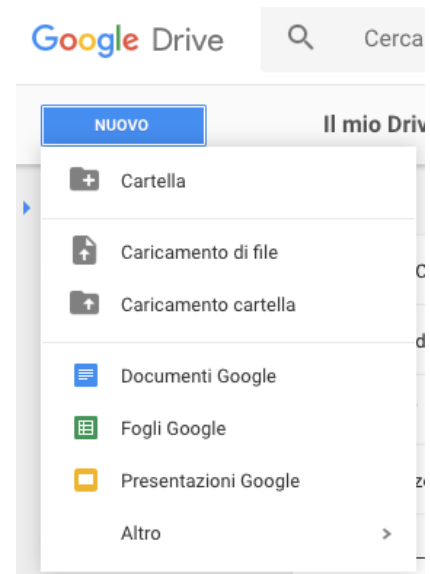 Google Drive Cerca
NUOVO Il mio Driv
Cartella
Caricamento di file
Caricamento cartella
Documenti Google
Fogli Google
Presentazioni Google
Altro